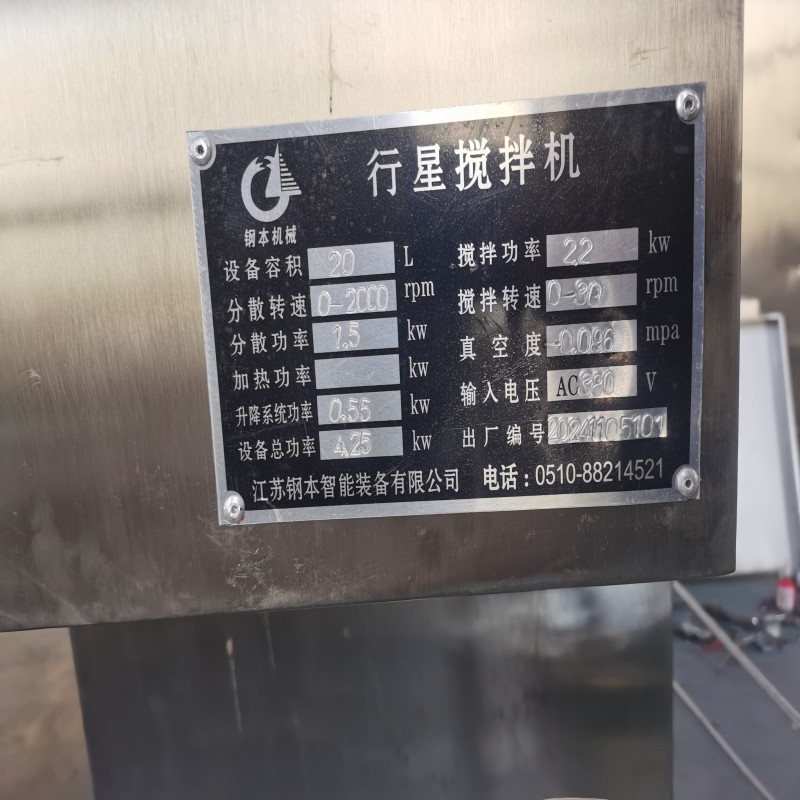 行星搅拌机
钢本机械
设备容积 20 L
搅拌功率 2.2 kw
分散转速 0-2000 rpm
搅拌转速 0-30 rpm
分散功率 1.5 kw
真空度 -0.096 mpa
加热功率 kw
输入电压 AC380 V
升降系统功率 0.55 kw
出厂编号 20241105101
设备总功率 4.25 kw
江苏钢本智能装备有限公司 电话:0510-88214521